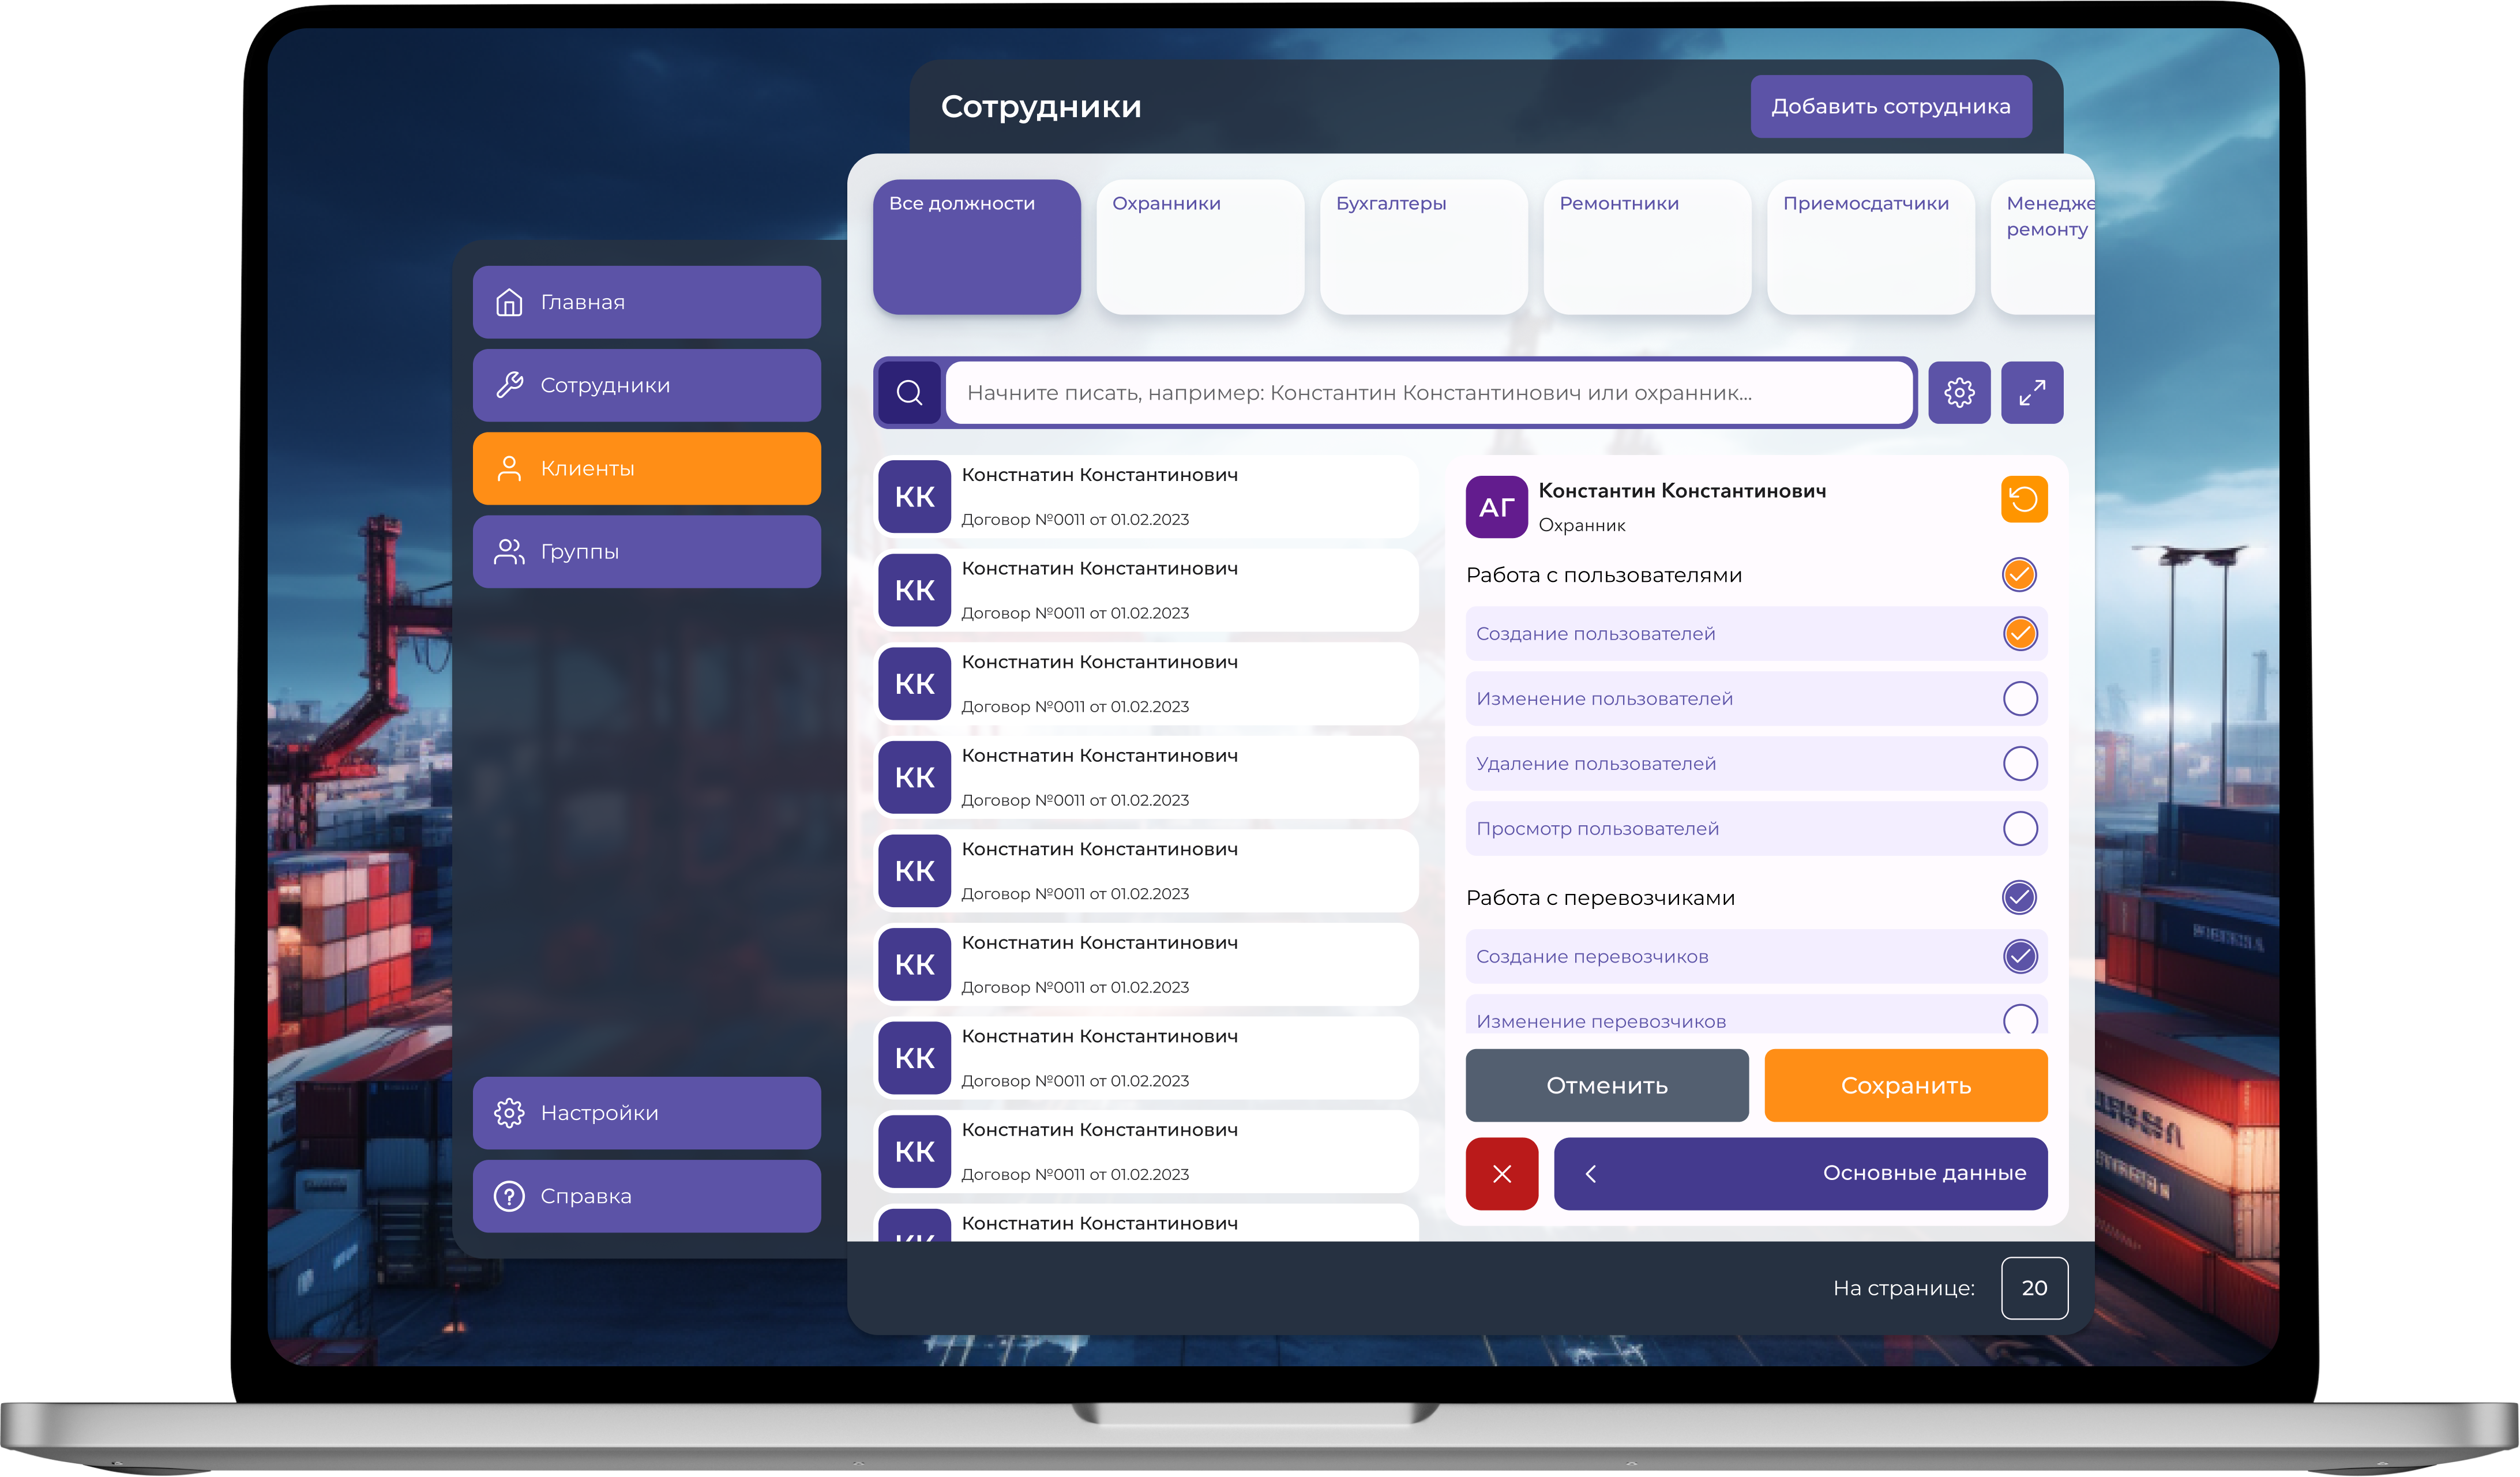 Сотрудники
Добавить сотрудника
Все должности
Охранники
Бухгалтеры
Ремонтники
Приемосдатчики
Менедже
ремонту
Главная
Сотрудники
Клиенты
Группы
Настройки
Справка
Начните писать, например: Константин Константинович или охранник...
КК
Констнатин Константинович
Договор №0011 от 01.02.2023
КК
Констнатин Константинович
Договор №0011 от 01.02.2023
КК
Констнатин Константинович
Договор №0011 от 01.02.2023
КК
Констнатин Константинович
Договор №0011 от 01.02.2023
КК
Констнатин Константинович
Договор №0011 от 01.02.2023
КК
Констнатин Константинович
Договор №0011 от 01.02.2023
КК
Констнатин Константинович
Договор №0011 от 01.02.2023
КК
Констнатин Константинович
Договор №0011 от 01.02.2023
КК
Констнатин Константинович
АГ
Константин Константинович
Охранник
Работа с пользователями
Создание пользователей
Изменение пользователей
Удаление пользователей
Просмотр пользователей
Работа с перевозчиками
Создание перевозчиков
Изменение перевозчиков
Отменить
Сохранить
Основные данные
На странице:
20